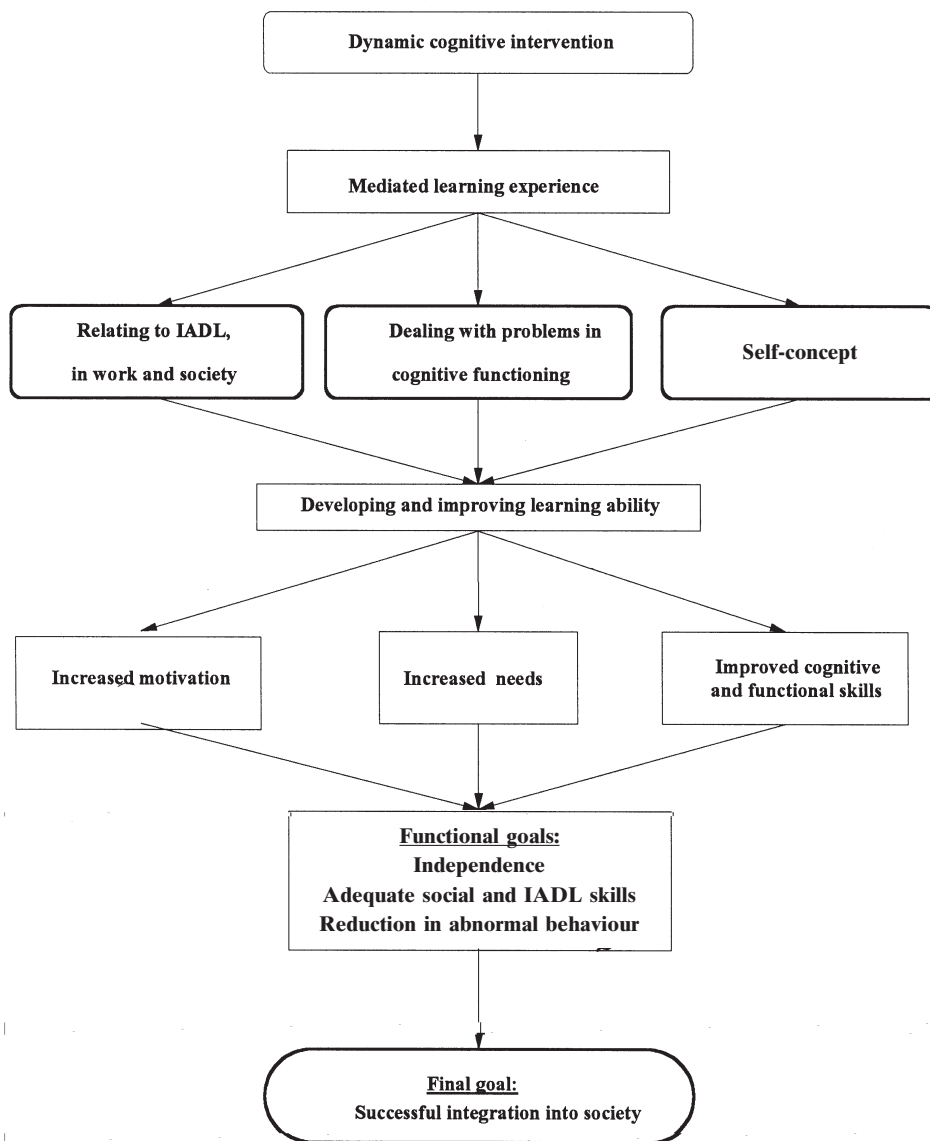 Dynamic cognitive intervention
Mediated learning experience
Relating to IADL,
in work and society
Dealing with problems in
cognitive functioning
Self-concept
Developing and improving learning ability
Increased motivation
Increased needs
Improved cognitive
and functional skills
Functional goals:
Independence
Adequate social and IADL skills
Reduction in abnormal behaviour
Final goal:
Successful integration into society